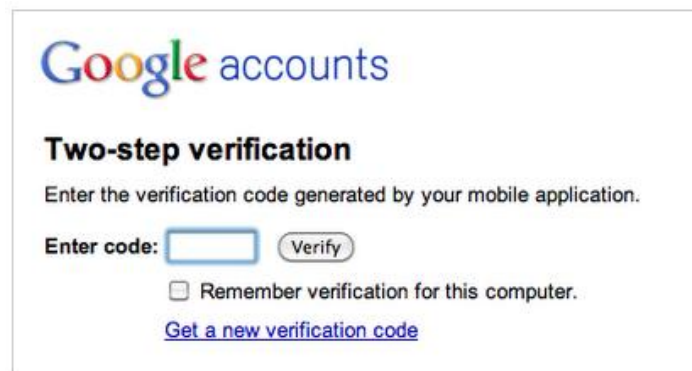 Google accounts
Two-step verification
Enter the verification code generated by your mobile application.
Enter code: Verify
Remember verification for this computer.
Get a new verification code